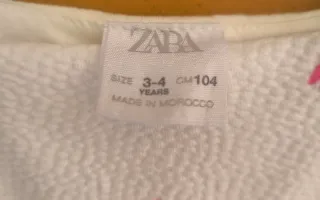 ZARA
SIZE 3-4 CM 104
YEARS
MADE IN MOROCCO